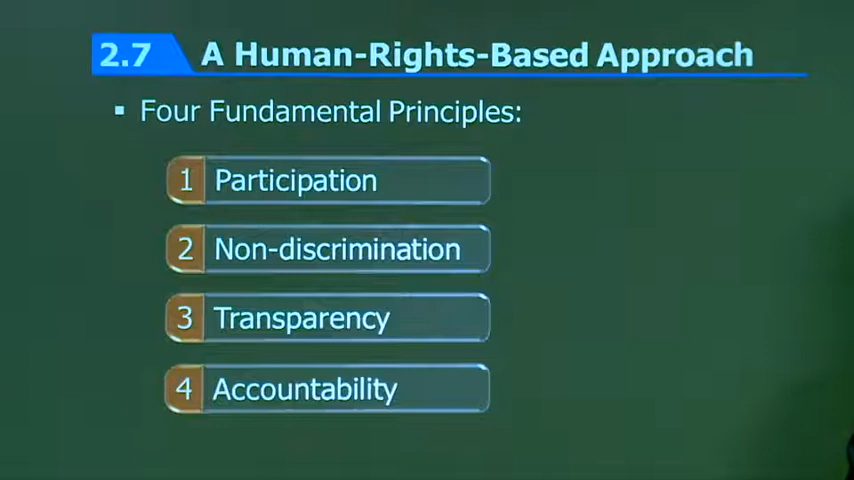 2.7 A Human-Rights-Based Approach
▪ Four Fundamental Principles:
1 Participation
2 Non-discrimination
3 Transparency
4 Accountability